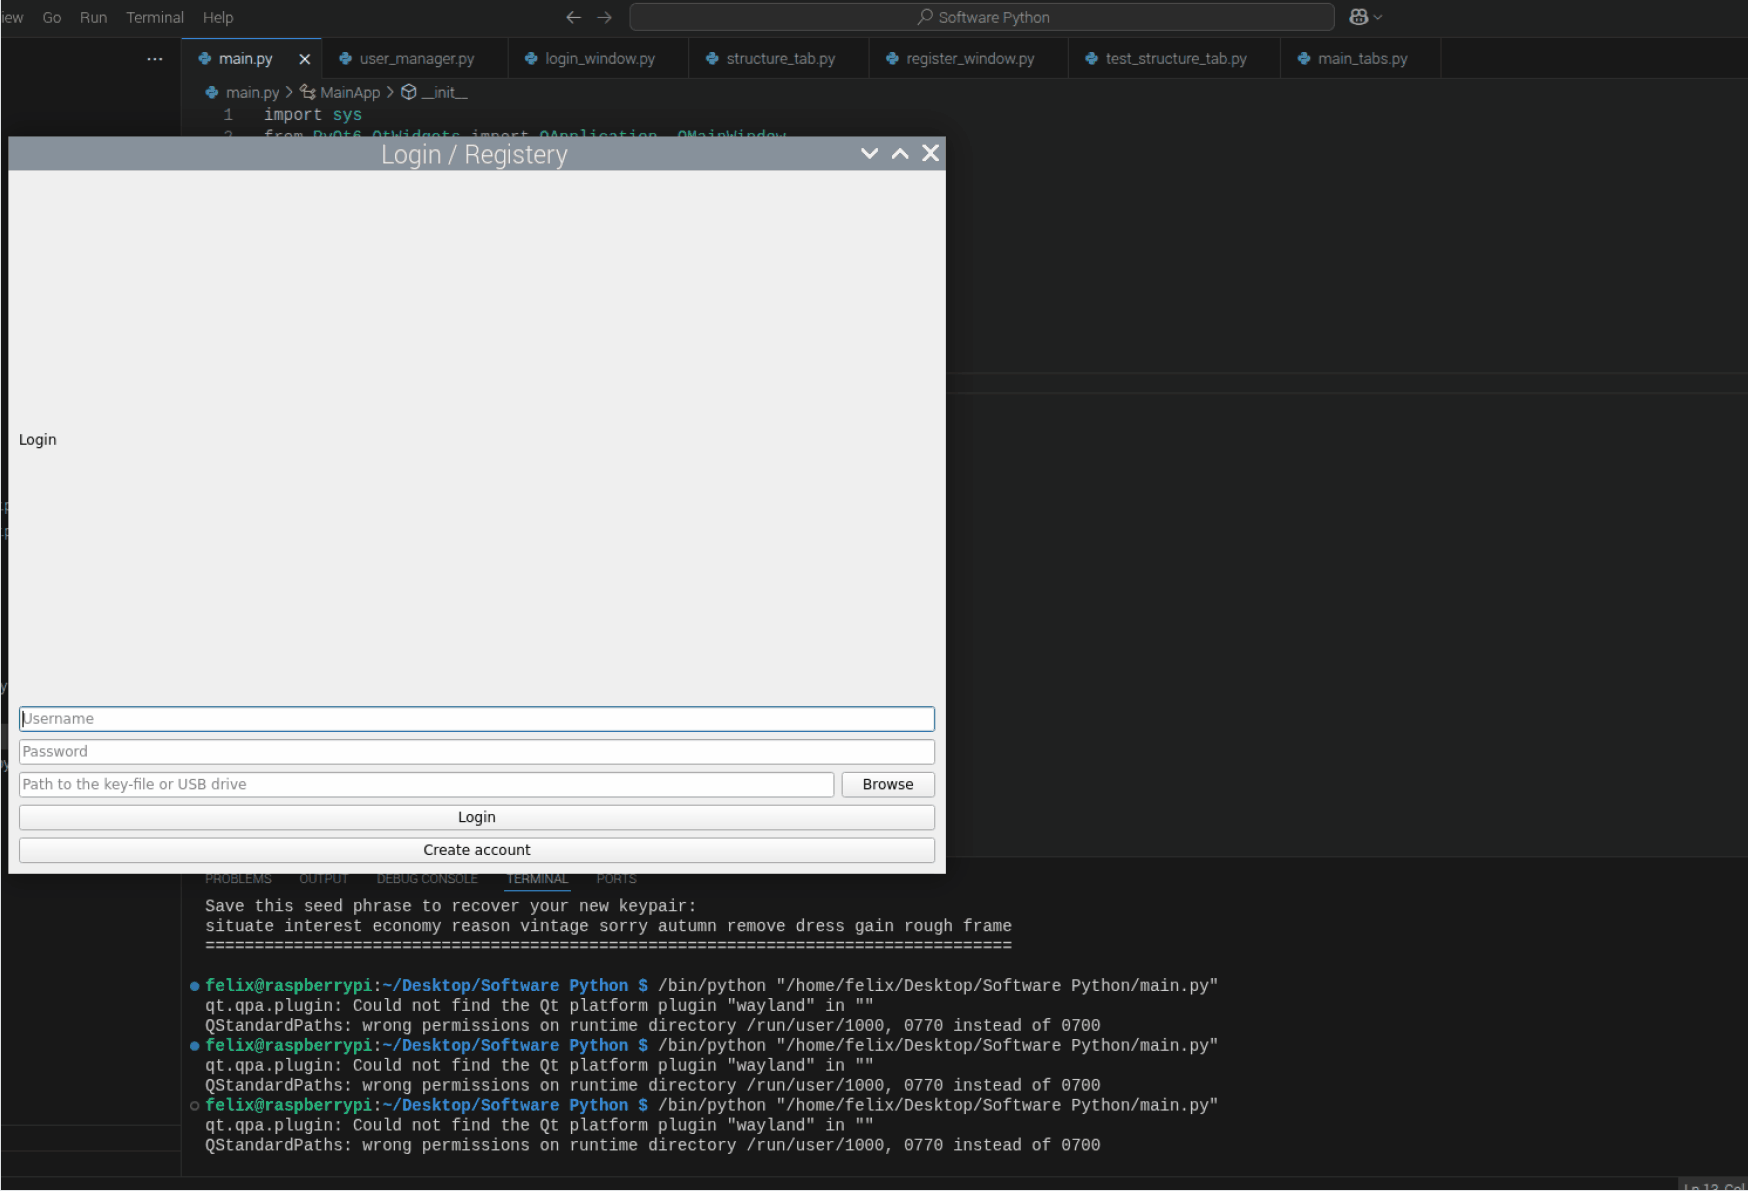 Go Run Terminal Help
Software Python
main.py user_manager.py login_window.py structure_tab.py register_window.py test_structure_tab.py main_tabs.py
main.py > MainApp > __init__
1 import sys
from PyQt6.QtWidgets import QApplication, QMainWindow
Login / Registery
Login
Username
Password
Path to the key-file or USB drive
Browse
Login
Create account
PROBLEMS OUTPUT DEBUG CONSOLE TERMINAL PORTS
Save this seed phrase to recover your new keypair:
situate interest economy reason vintage sorry autumn remove dress gain rough frame
==================================================================================
felix@raspberrypi:~/Desktop/Software Python $ /bin/python "/home/felix/Desktop/Software Python/main.py"
qt.qpa.plugin: Could not find the Qt platform plugin "wayland" in ""
QStandardPaths: wrong permissions on runtime directory /run/user/1000, 0770 instead of 0700
felix@raspberrypi:~/Desktop/Software Python $ /bin/python "/home/felix/Desktop/Software Python/main.py"
qt.qpa.plugin: Could not find the Qt platform plugin "wayland" in ""
QStandardPaths: wrong permissions on runtime directory /run/user/1000, 0770 instead of 0700
felix@raspberrypi:~/Desktop/Software Python $ /bin/python "/home/felix/Desktop/Software Python/main.py"
qt.qpa.plugin: Could not find the Qt platform plugin "wayland" in ""
QStandardPaths: wrong permissions on runtime directory /run/user/1000, 0770 instead of 0700